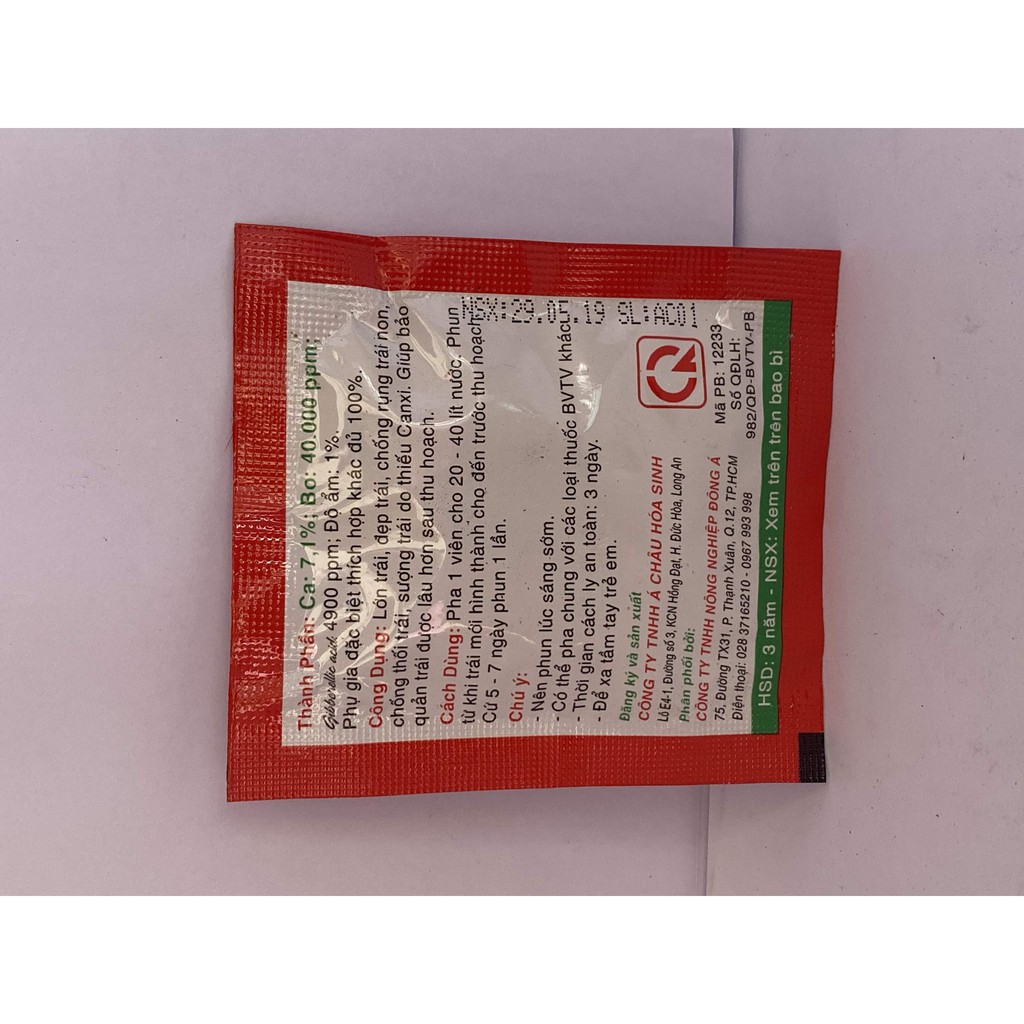 Thành Phần: Ca: 7,1%; Bo: 40.000 ppm;
Gibberellic acid 4900 ppm; Độ ẩm: 1%
Phụ gia đặc biệt thích hợp khác đủ 100%.
Công Dụng: Lớn trái, đẹp trái, chống rụng trái non,
chống thối trái, sượng trái do thiếu Canxi. Giúp bảo
quản trái được lâu hơn sau thu hoạch.
Cách Dùng: Pha 1 viên cho 20 - 40 lít nước. Phun
từ khi trái mới hình thành cho đến trước thu hoạch.
Cứ 5 - 7 ngày phun 1 lần.
NSX: 29.05.19 SL: AC01
Chú ý:
- Nên phun lúc sáng sớm.
- Có thể pha chung với các loại thuốc BVTV khác.
- Thời gian cách ly an toàn: 3 ngày.
- Để xa tầm tay trẻ em.
Đăng ký và sản xuất
CÔNG TY TNHH Á CHÂU HÓA SINH
Lô E4-1, Đường số 3, KCN Hồng Đạt, H. Đức Hòa, Long An
Phân phối bởi:
CÔNG TY TNHH NÔNG NGHIỆP ĐÔNG Á
75, Đường TX31, P. Thạnh Xuân, Q.12, TP.HCM
Điện thoại: 028 37165210 - 0967 993 998
Mã PB: 12233
Số QĐLH:
982/QĐ-BVTV-PB
HSD: 3 năm - NSX: Xem trên trên bao bì